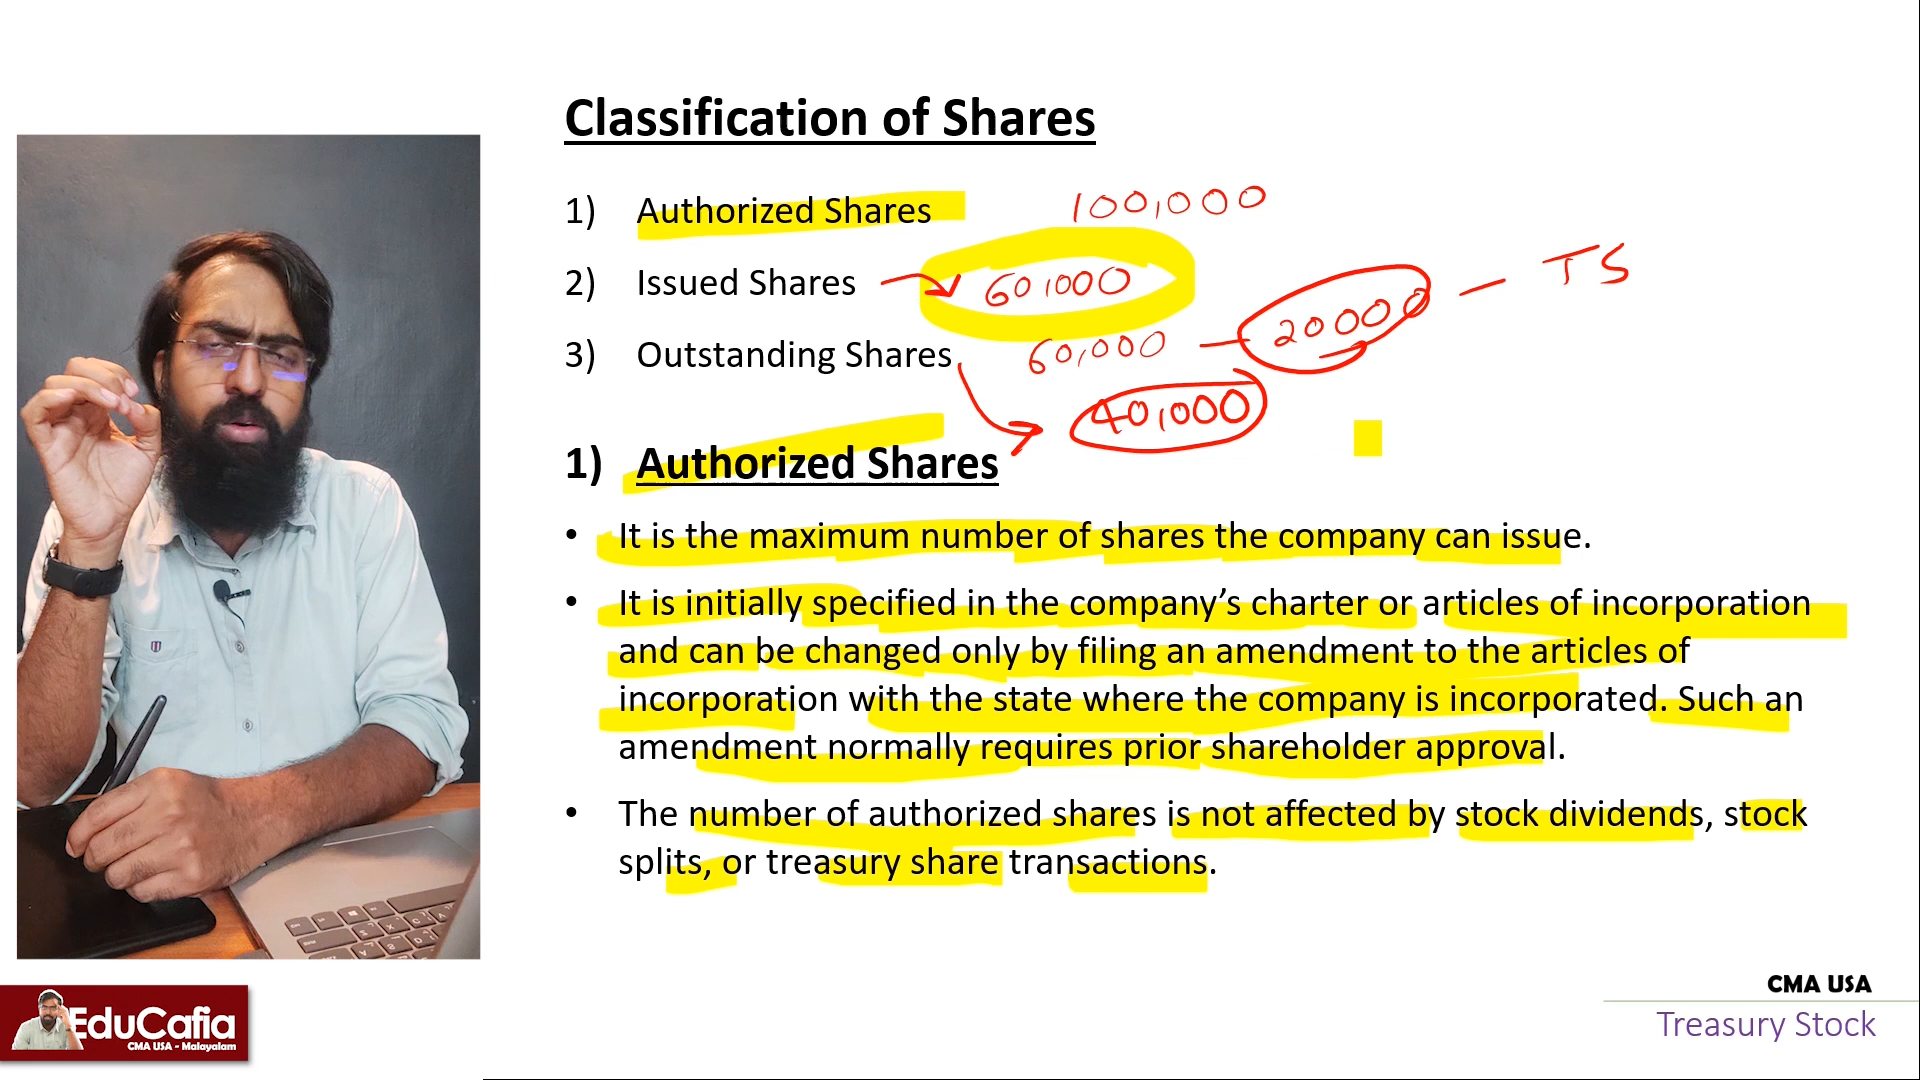 Classification of Shares
1) Authorized Shares 100,000
2) Issued Shares 60,000
3) Outstanding Shares 60,000 — 20000 — TS
40,000
1) Authorized Shares
• It is the maximum number of shares the company can issue.
• It is initially specified in the company’s charter or articles of incorporation
and can be changed only by filing an amendment to the articles of
incorporation with the state where the company is incorporated. Such an
amendment normally requires prior shareholder approval.
• The number of authorized shares is not affected by stock dividends, stock
splits, or treasury share transactions.
EduCafia
CMA USA - Malayalam
CMA USA
Treasury Stock